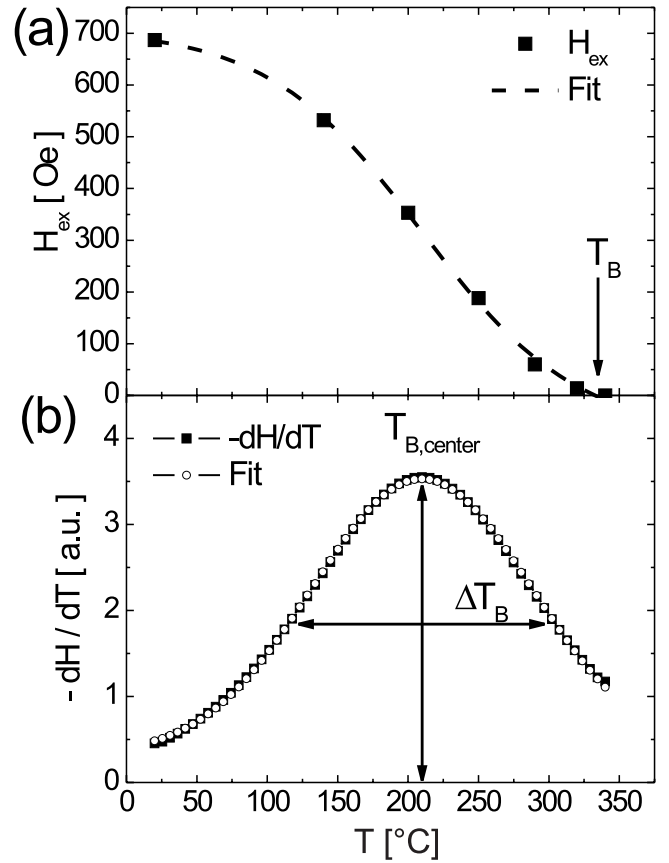 (a)
700
600
500
400
300
200
100
0
H_ex [ Oe ]
H_ex
Fit
T_B
(b)
4
3
2
1
0
- dH / dT [ a.u. ]
-dH/dT
Fit
T_B,center
ΔT_B
0 50 100 150 200 250 300 350
T [°C]